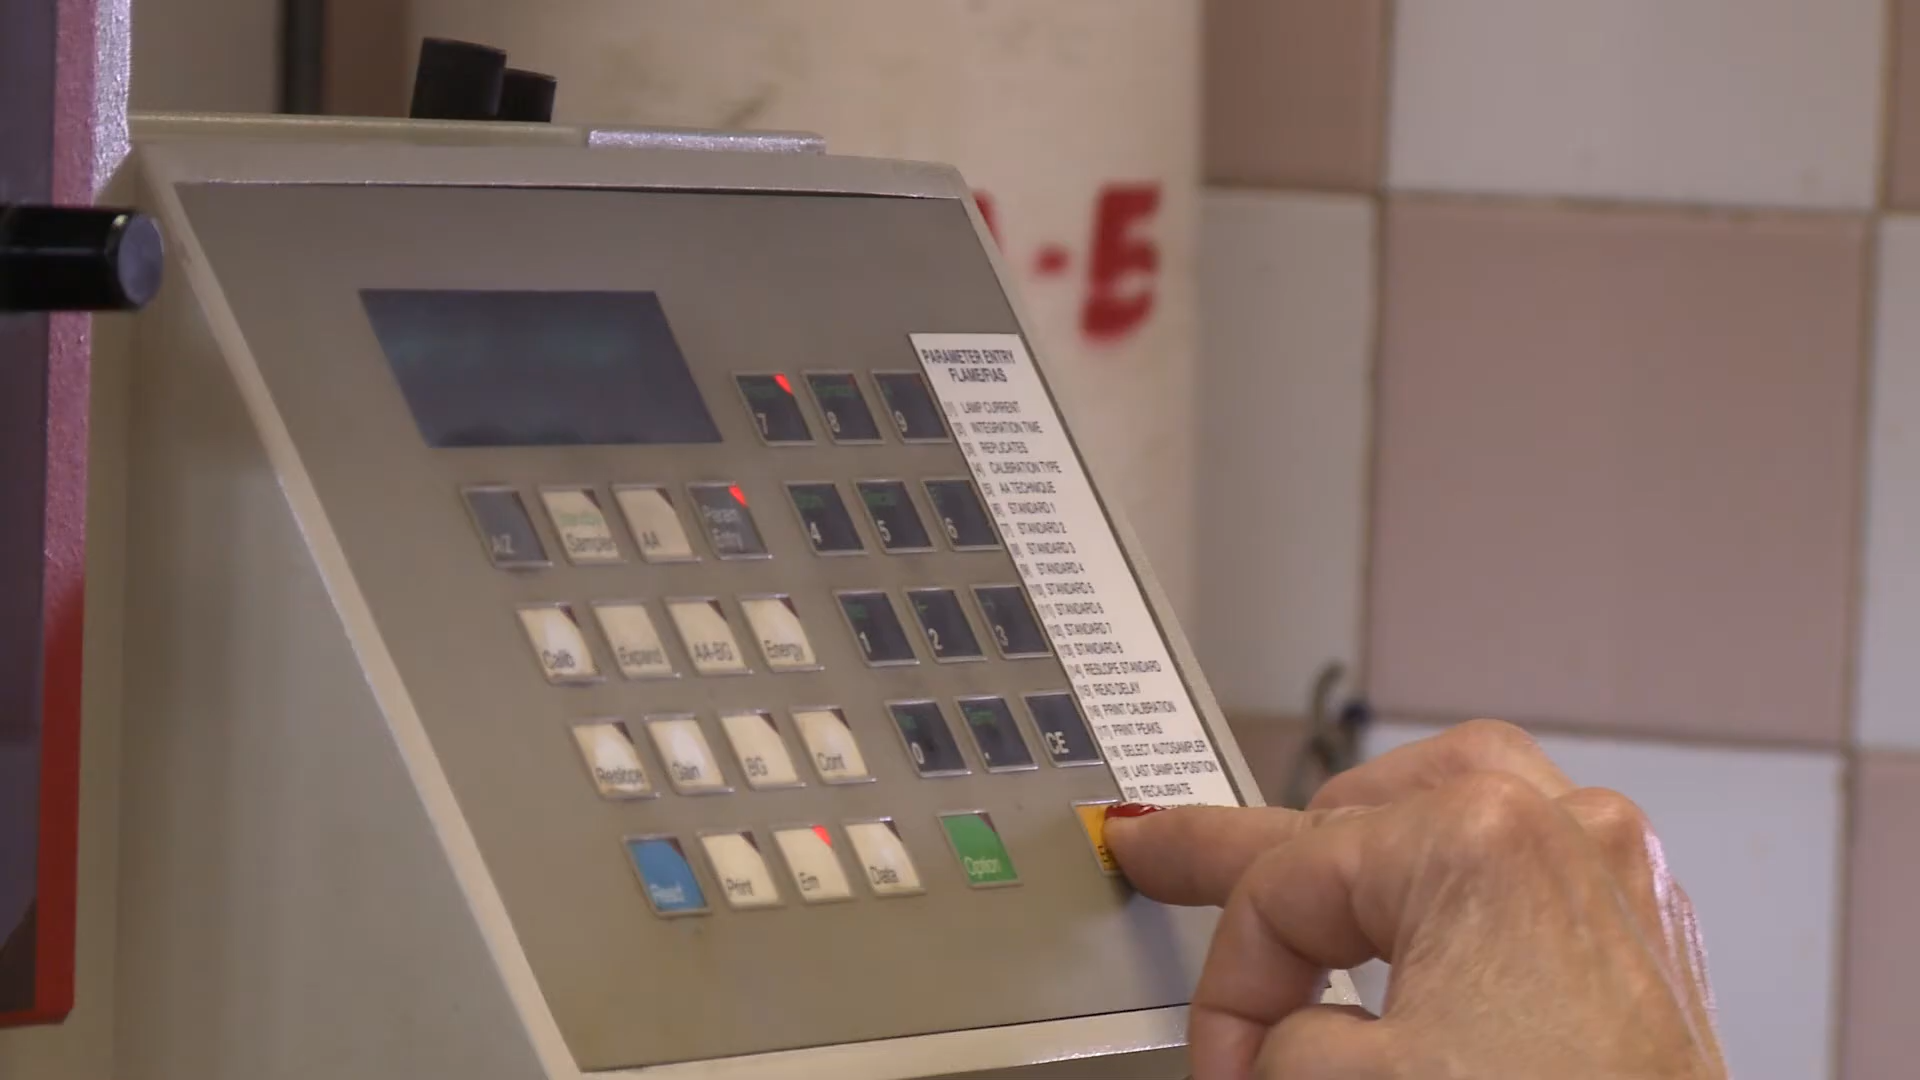 -E
PARAMETER ENTRY
FLAME/FIAS
[1] LAMP CURRENT
[2] INTEGRATION TIME
[3] REPLICATES
[4] CALIBRATION TYPE
[5] AA TECHNIQUE
[6] STANDARD 1
[7] STANDARD 2
[8] STANDARD 3
[9] STANDARD 4
[10] STANDARD 5
[11] STANDARD 6
[12] STANDARD 7
[13] STANDARD 8
[14] RESLOPE STANDARD
[15] READ DELAY
[16] PRINT CALIBRATION
[17] PRINT PEAKS
[18] SELECT AUTOSAMPLER
[19] LAST SAMPLE POSITION
[20] RECALIBRATE
7 8 9
A/Z
Sampler
AA
Param
Entry
4 5 6
Calib Expand AA-BG Energy 1 2 3
Reslope Gain BG Cont 0 . CE
Read Print Em Data Option